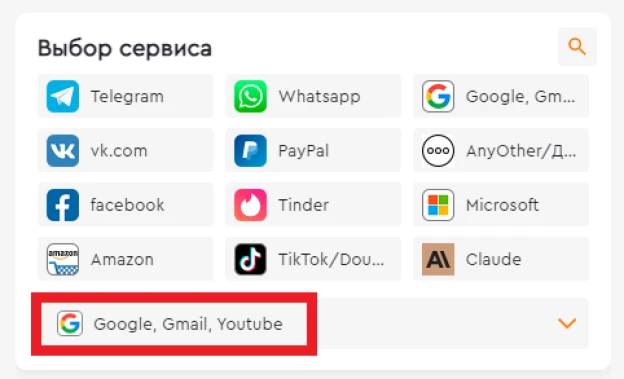 Выбор сервиса
Telegram
Whatsapp
Google, Gm...
vk.com
PayPal
AnyOther/Д...
facebook
Tinder
Microsoft
amazon
Amazon
TikTok/Dou...
Claude
Google, Gmail, Youtube